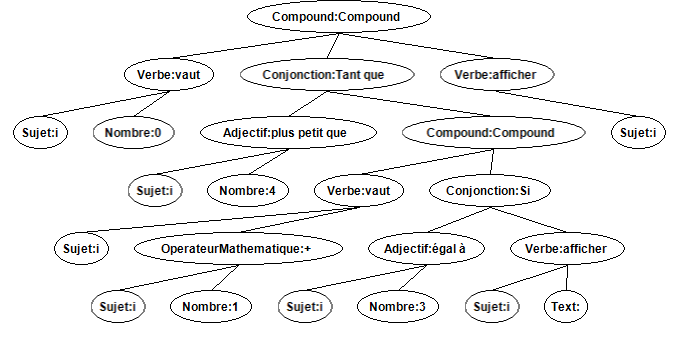 Compound:Compound
Verbe:vaut Conjonction:Tant que Verbe:afficher
Sujet:i Nombre:0 Adjectif:plus petit que Compound:Compound Sujet:i
Sujet:i Nombre:4 Verbe:vaut Conjonction:Si
Sujet:i OperateurMathematique:+ Adjectif:égal à Verbe:afficher
Sujet:i Nombre:1 Sujet:i Nombre:3 Sujet:i Text: